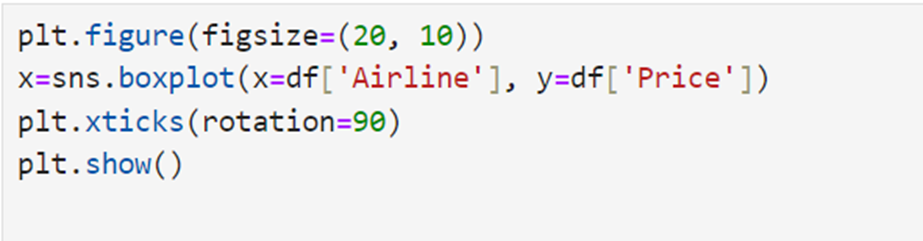 plt.figure(figsize=(20, 10))
x=sns.boxplot(x=df['Airline'], y=df['Price'])
plt.xticks(rotation=90)
plt.show()